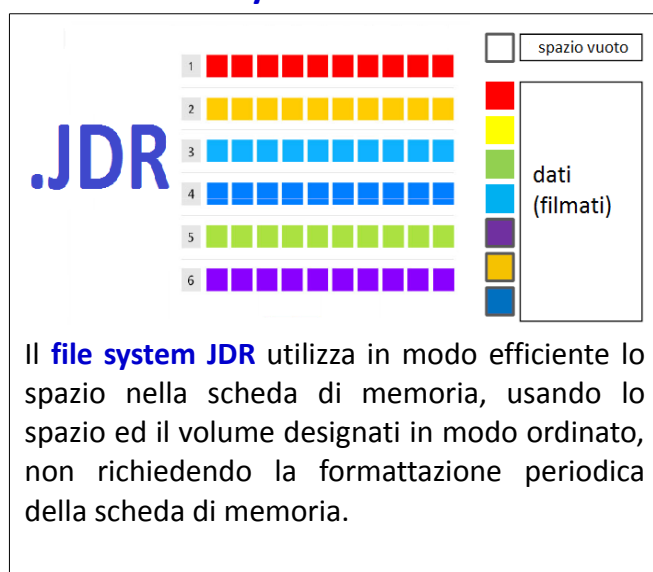 spazio vuoto
1
2
3
4
5
6
.JDR
dati
(filmati)
Il file system JDR utilizza in modo efficiente lo
spazio nella scheda di memoria, usando lo
spazio ed il volume designati in modo ordinato,
non richiedendo la formattazione periodica
della scheda di memoria.